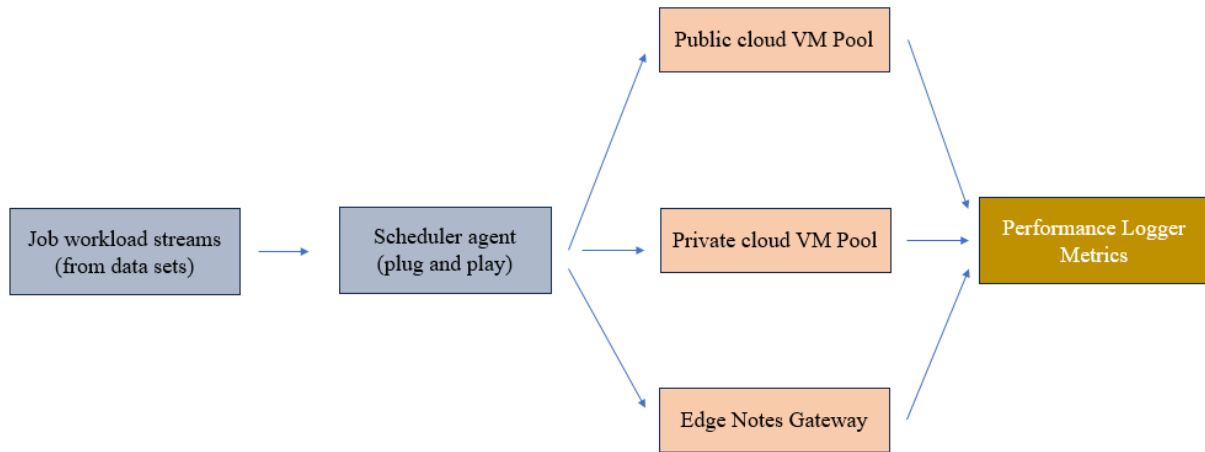 Public cloud VM Pool
Job workload streams
(from data sets)
Scheduler agent
(plug and play)
Private cloud VM Pool
Performance Logger
Metrics
Edge Notes Gateway